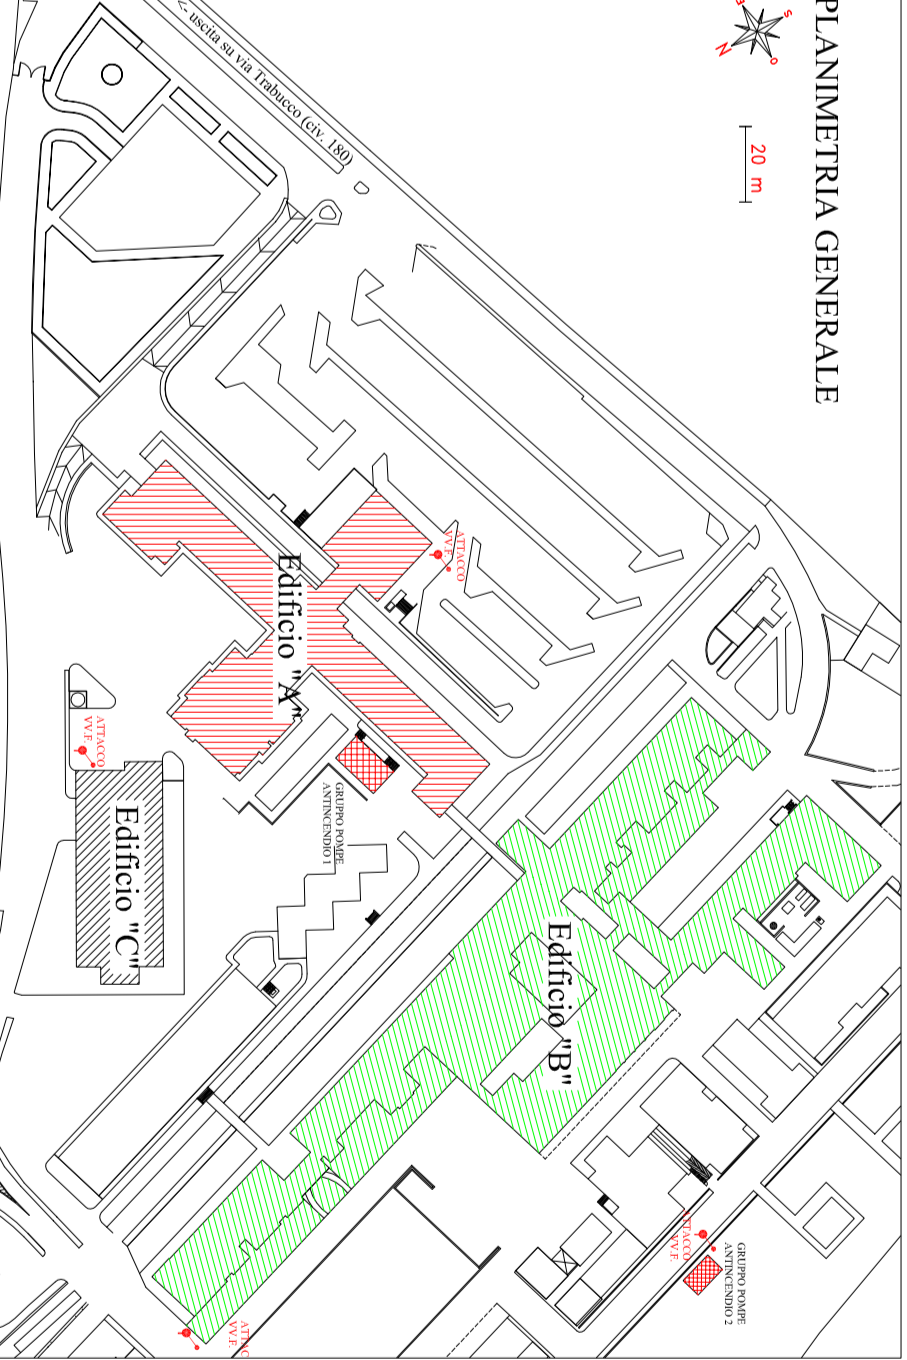 PLANIMETRIA GENERALE
S
O
N
20 m
<- uscita su via Trabucco (civ. 180)
ATTACCO
VV.F.
Edificio "A"
GRUPPO POMPE
ANTINCENDIO 1
ATTACCO
VV.F.
Edificio "C"
Edificio "B"
ATTACCO
VV.F.
GRUPPO POMPE
ANTINCENDIO 2
ATTAC
VV.F.